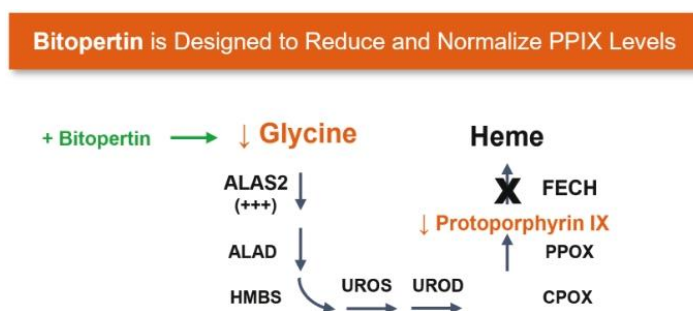 Bitopertin is Designed to Reduce and Normalize PPIX Levels
+ Bitopertin
↓ Glycine
Heme
ALAS2
(+++)
X
FECH
↓ Protoporphyrin IX
ALAD
PPOX
HMBS
UROS
UROD
CPOX